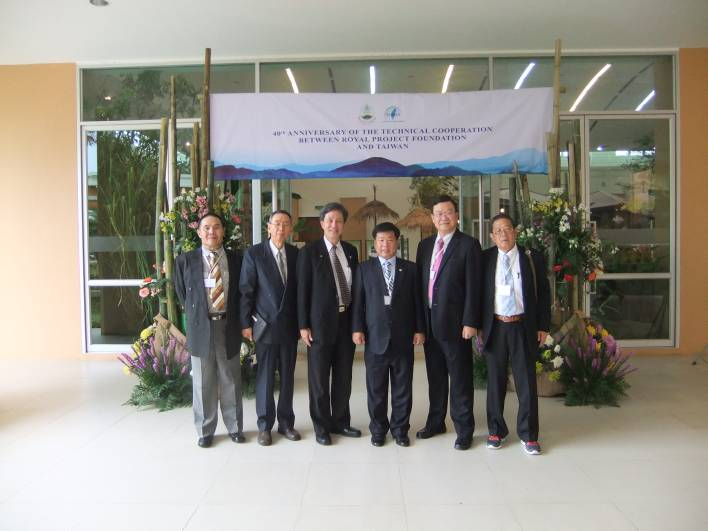 40th ANNIVERSARY OF THE TECHNICAL COOPERATION
BETWEEN ROYAL PROJECT FOUNDATION
AND TAIWAN